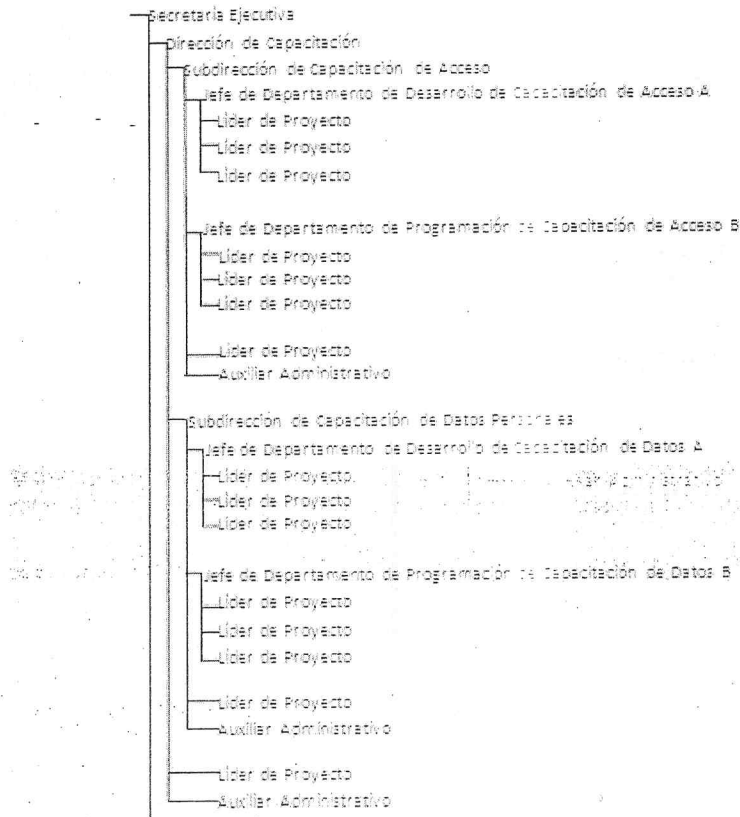 Secretaría Ejecutiva
Dirección de Capacitación
Subdirección de Capacitación de Acceso
Jefe de Departamento de Desarrollo de Capacitación de Acceso A
Líder de Proyecto
Líder de Proyecto
Líder de Proyecto
Jefe de Departamento de Programación de Capacitación de Acceso B
Líder de Proyecto
Líder de Proyecto
Líder de Proyecto
Líder de Proyecto
Auxiliar Administrativo
Subdirección de Capacitación de Datos Personales
Jefe de Departamento de Desarrollo de Capacitación de Datos A
Líder de Proyecto
Líder de Proyecto
Líder de Proyecto
Jefe de Departamento de Programación de Capacitación de Datos B
Líder de Proyecto
Líder de Proyecto
Líder de Proyecto
Líder de Proyecto
Auxiliar Administrativo
Líder de Proyecto
Auxiliar Administrativo